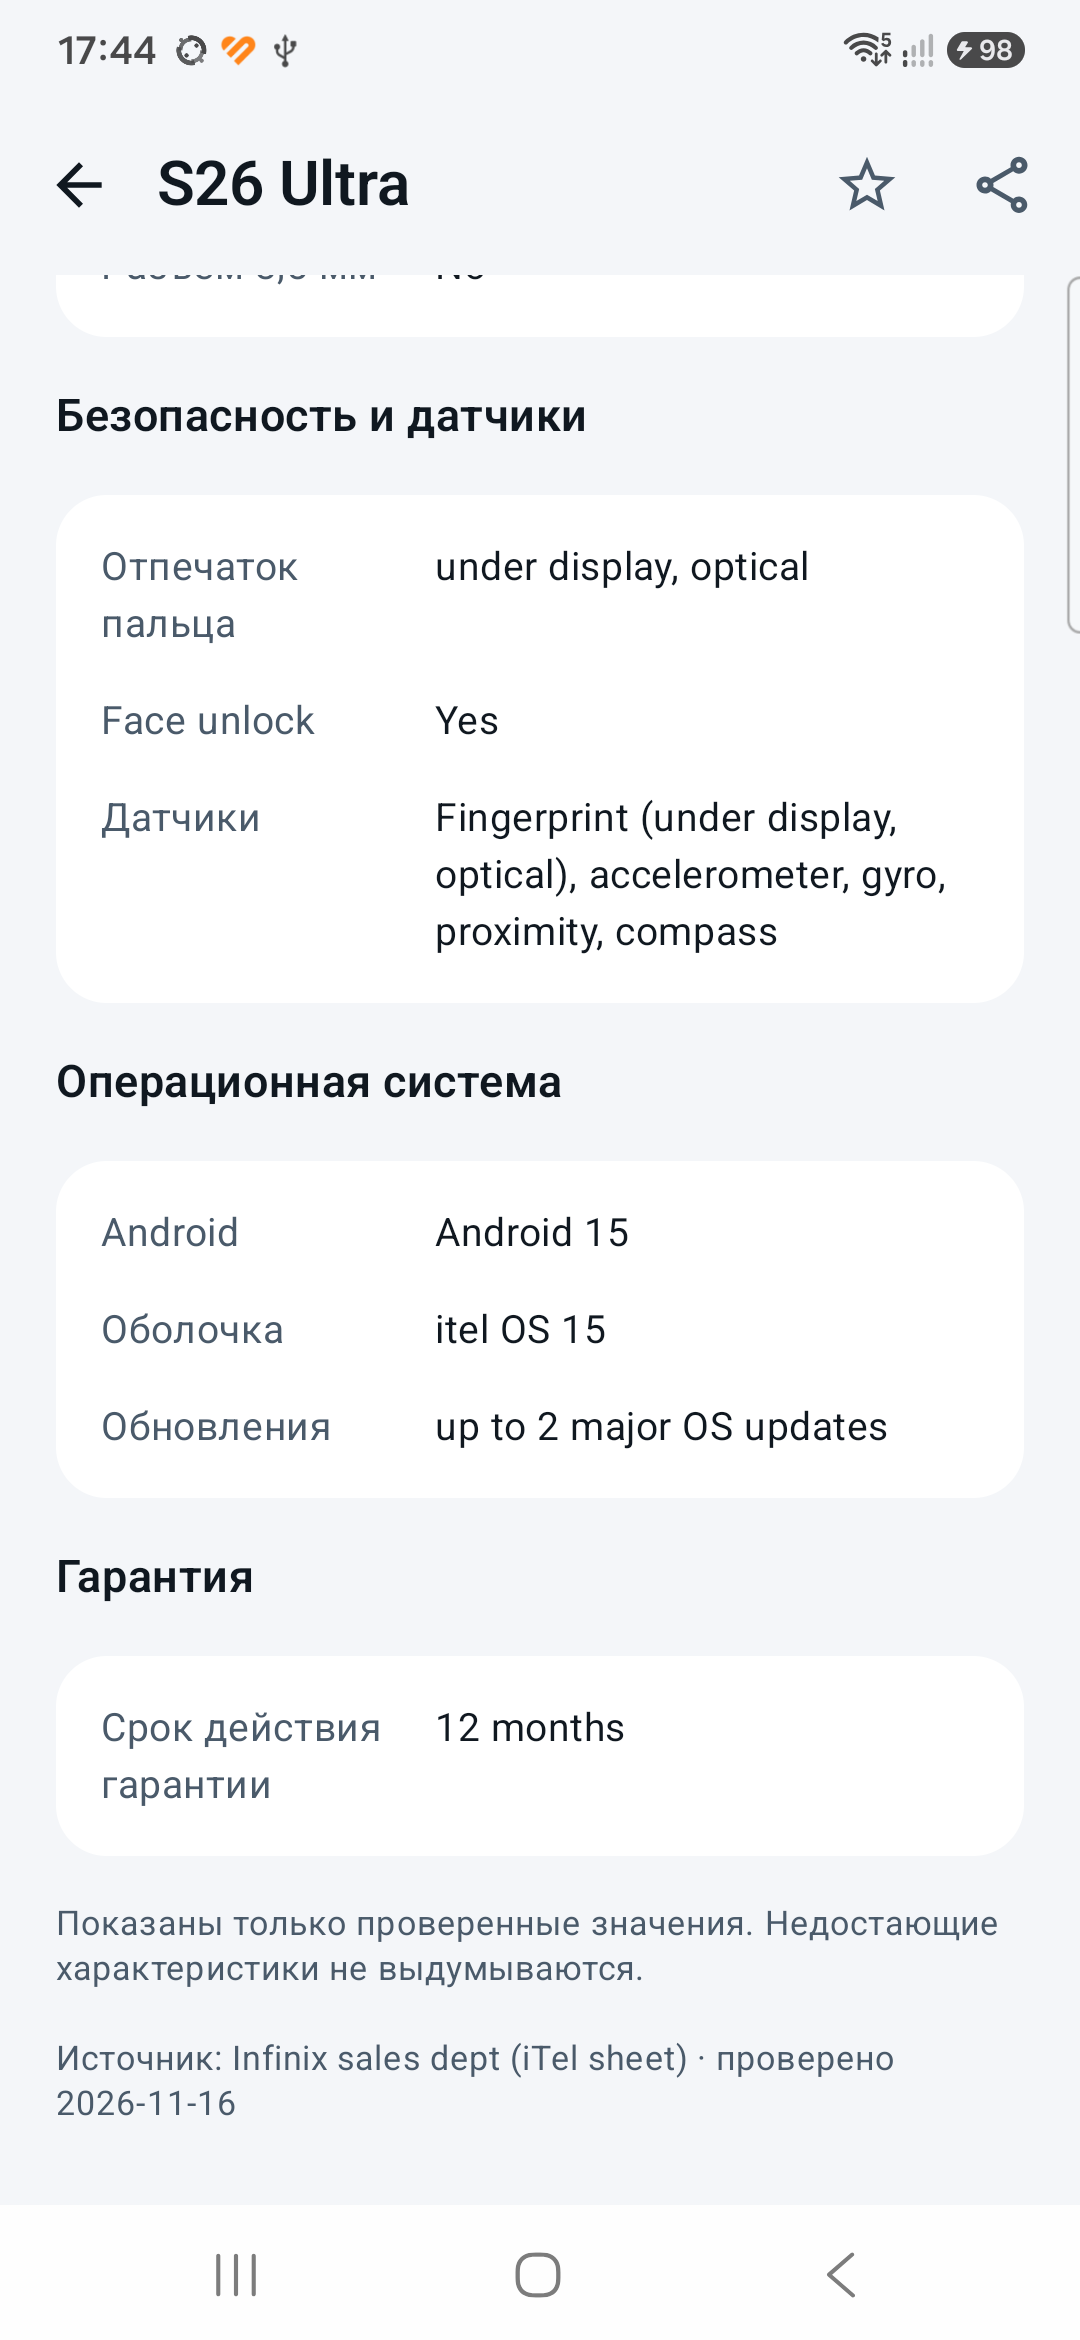 17:44
5
98
S26 Ultra
Безопасность и датчики
Отпечаток пальца
under display, optical
Face unlock
Yes
Датчики
Fingerprint (under display,
optical), accelerometer, gyro,
proximity, compass
Операционная система
Android
Android 15
Оболочка
itel OS 15
Обновления
up to 2 major OS updates
Гарантия
Срок действия
гарантии
12 months
Показаны только проверенные значения. Недостающие
характеристики не выдумываются.
Источник: Infinix sales dept (iTel sheet) · проверено
2026-11-16